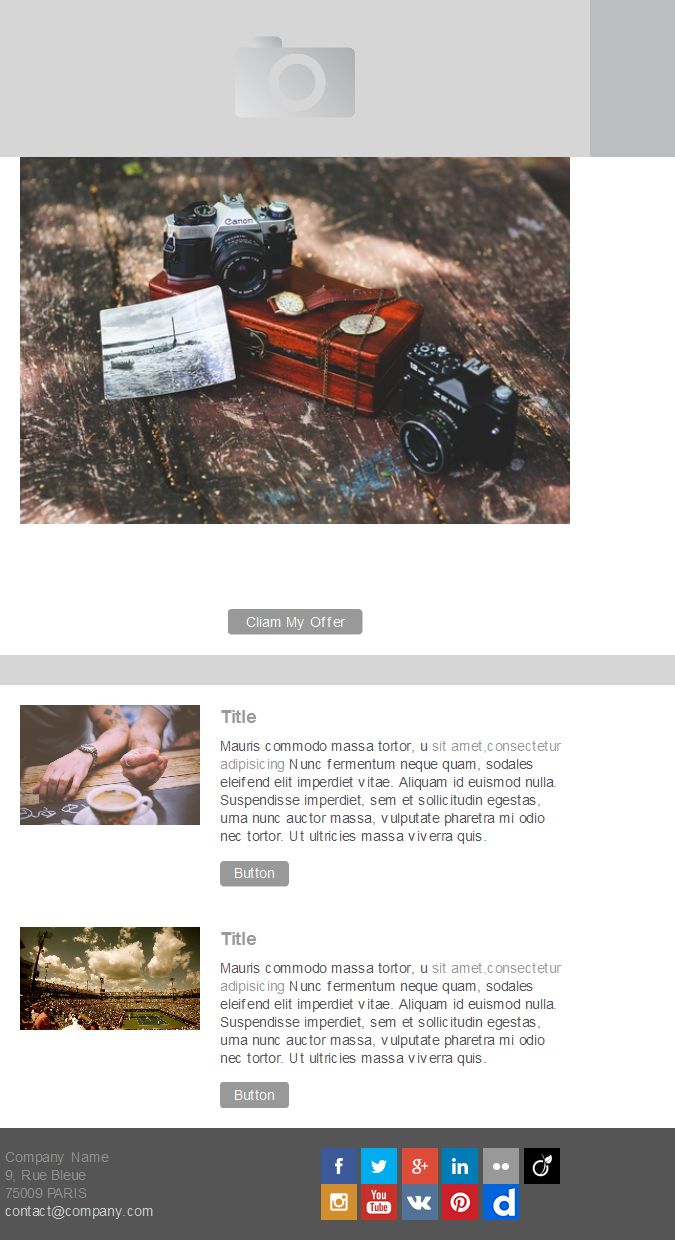 Canon
ZENIT
Cliam My Offer
Title
Mauris commodo massa tortor, u sit amet,consectetur
adipisicing Nunc fermentum neque quam, sodales
eleifend elit imperdiet vitae. Aliquam id euismod nulla.
Suspendisse imperdiet, sem et sollicitudin egestas,
urna nunc auctor massa, vulputate pharetra mi odio
nec tortor. Ut ultricies massa viverra quis.
Button
Title
Mauris commodo massa tortor, u sit amet,consectetur
adipisicing Nunc fermentum neque quam, sodales
eleifend elit imperdiet vitae. Aliquam id euismod nulla.
Suspendisse imperdiet, sem et sollicitudin egestas,
urna nunc auctor massa, vulputate pharetra mi odio
nec tortor. Ut ultricies massa viverra quis.
Button
Company Name
9, Rue Bleue
75009 PARIS
contact@company.com
f g+ in
You
Tube
d